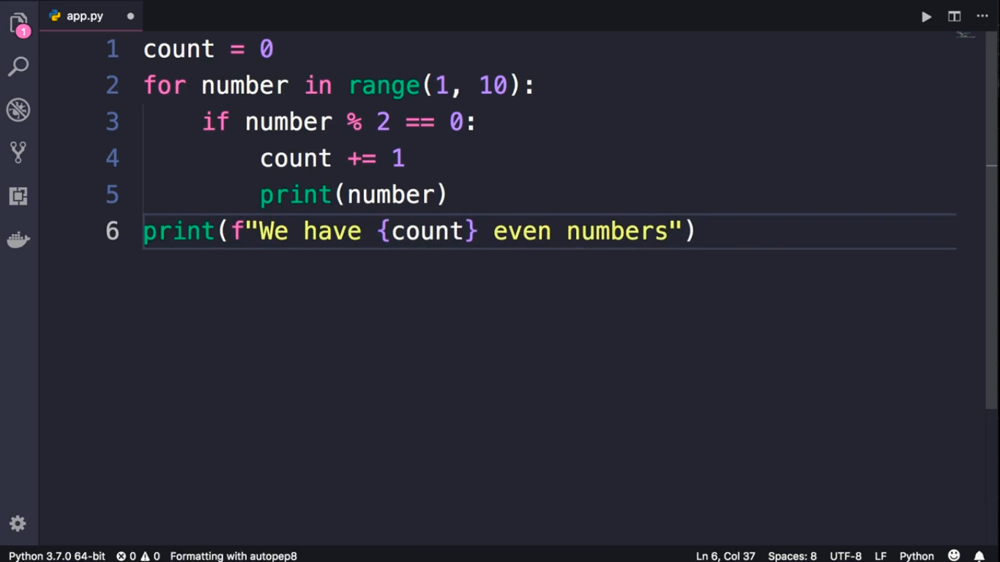 app.py
1
1 count = 0
2 for number in range(1, 10):
3     if number % 2 == 0:
4         count += 1
5         print(number)
6 print(f"We have {count} even numbers")
Python 3.7.0 64-bit 0 0 Formatting with autopep8 Ln 6, Col 37 Spaces: 8 UTF-8 LF Python